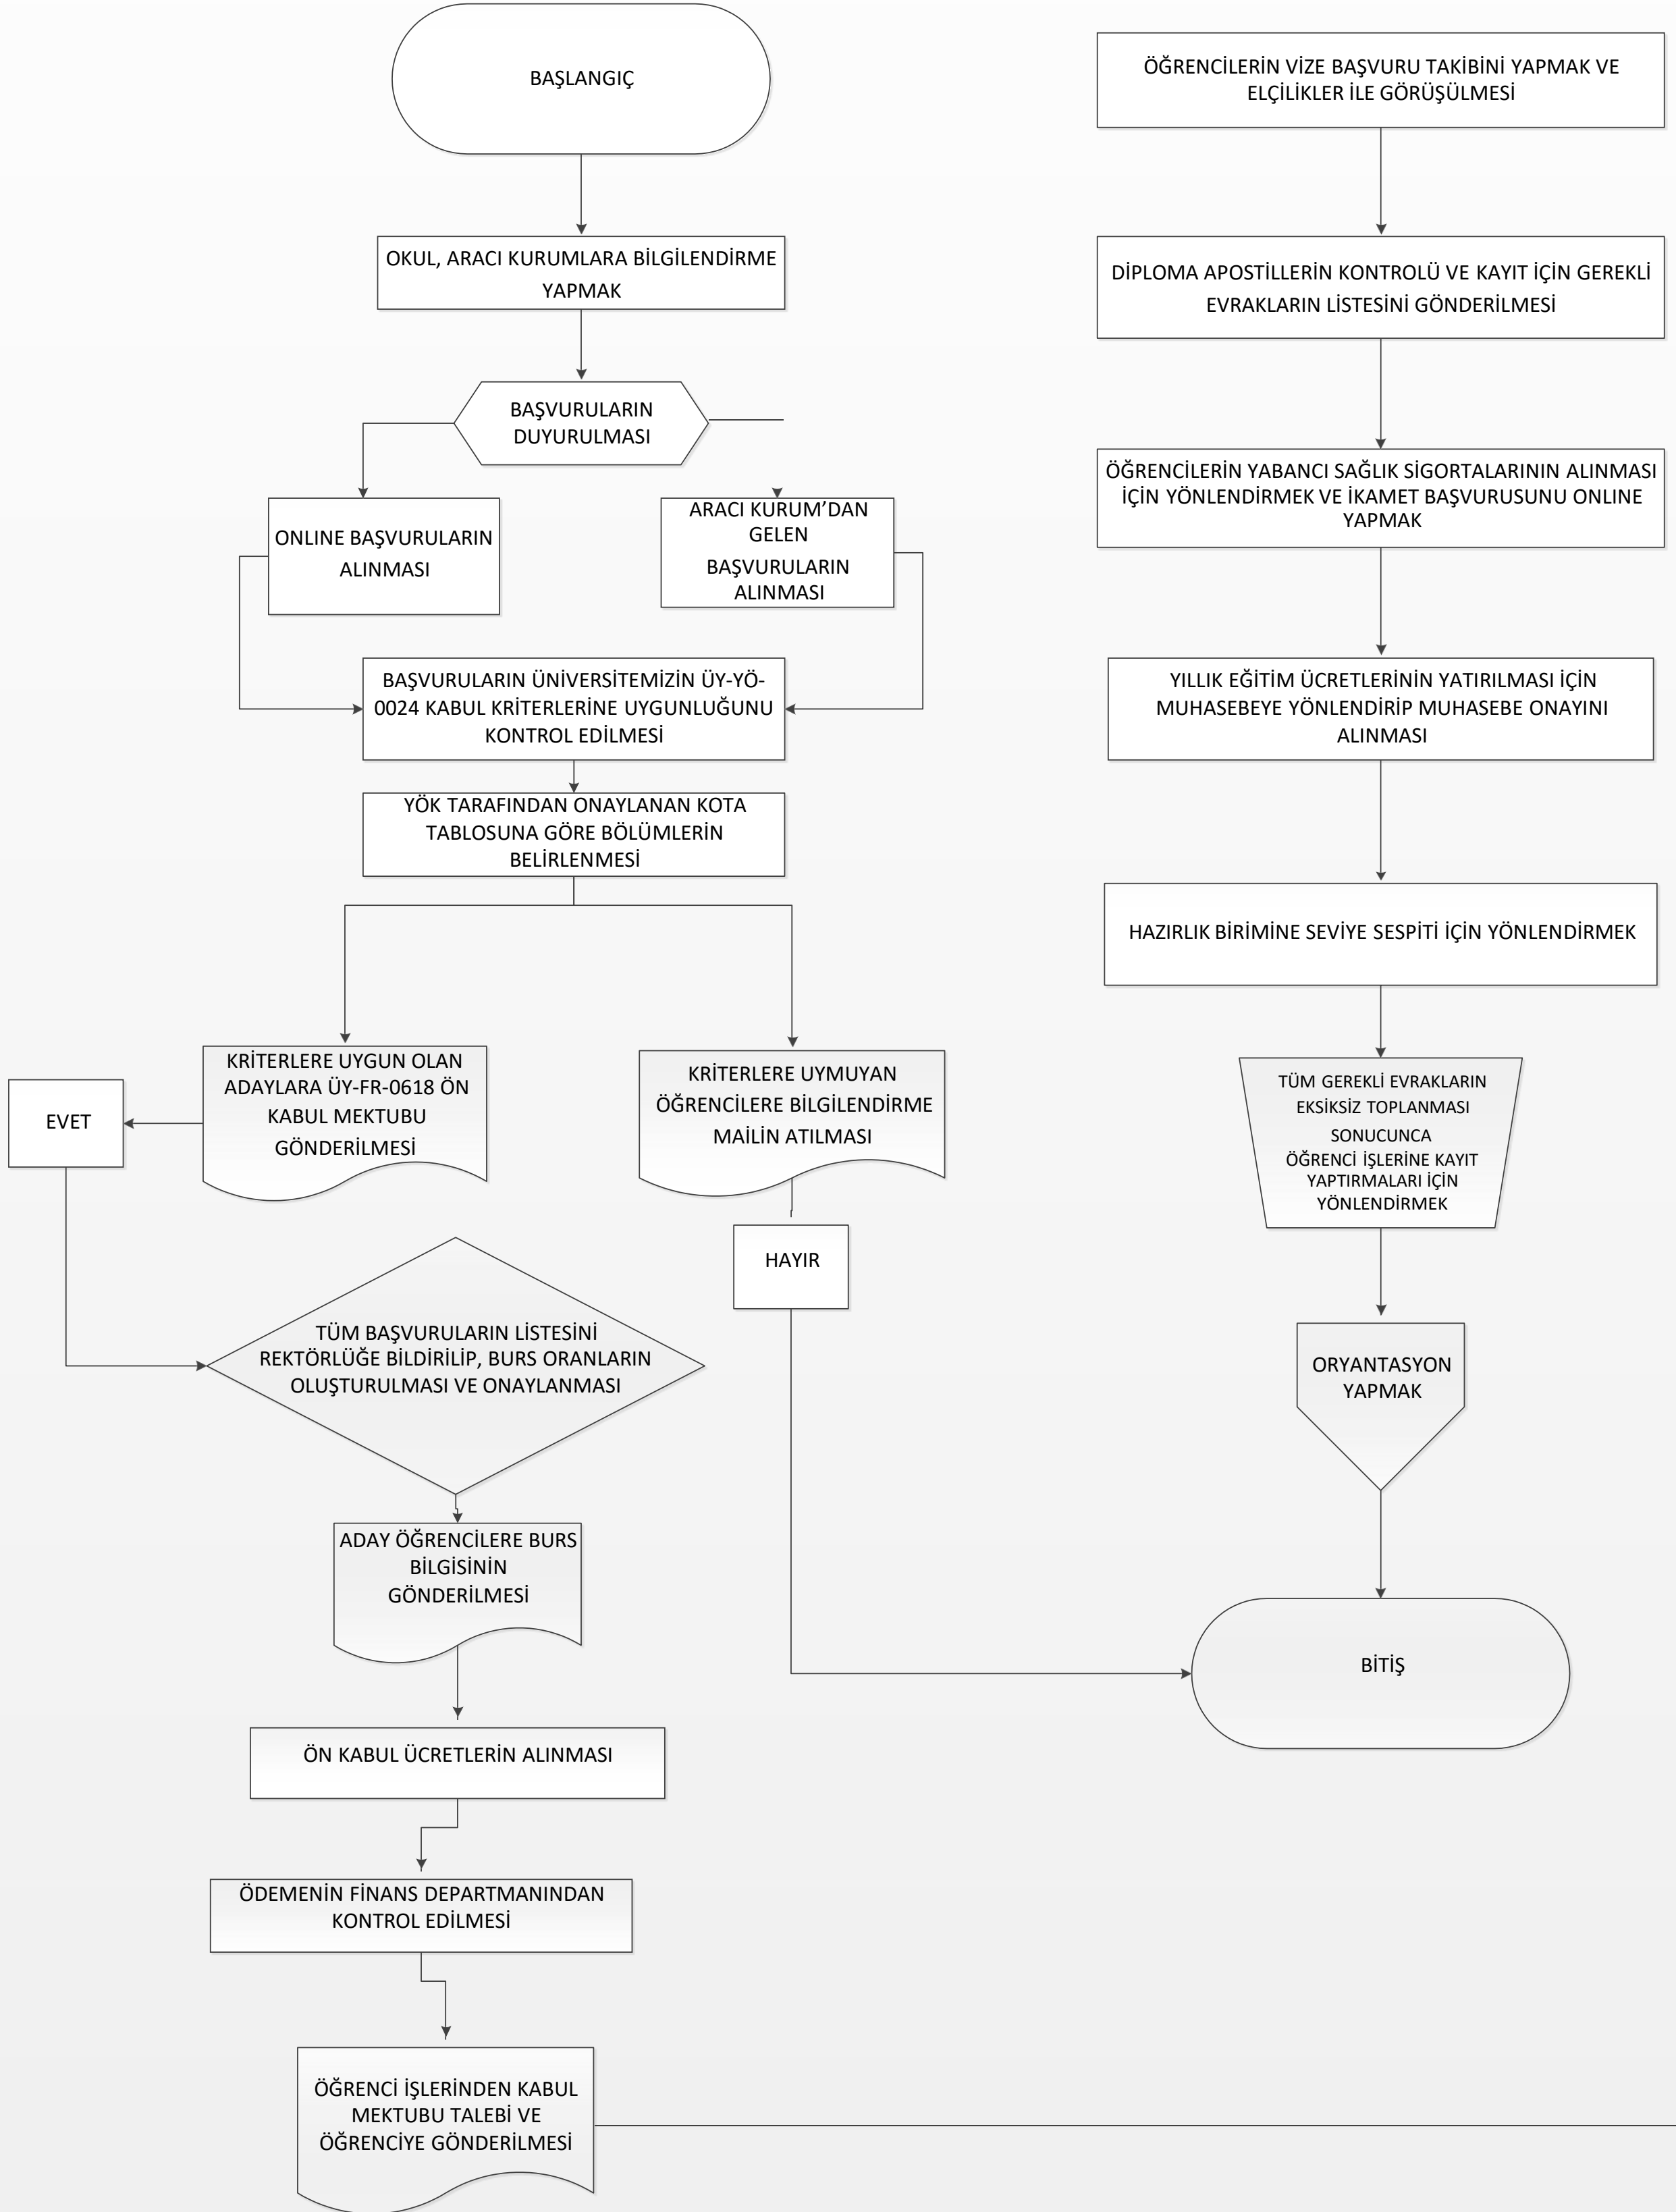 BAŞLANGIÇ
OKUL, ARACI KURUMLARA BİLGİLENDİRME
YAPMAK
BAŞVURULARIN
DUYURULMASI
ONLINE BAŞVURULARIN
ALINMASI
ARACI KURUM’DAN
GELEN
BAŞVURULARIN
ALINMASI
BAŞVURULARIN ÜNİVERSİTEMİZİN ÜY-YÖ-
0024 KABUL KRİTERLERİNE UYGUNLUĞUNU
KONTROL EDİLMESİ
YÖK TARAFINDAN ONAYLANAN KOTA
TABLOSUNA GÖRE BÖLÜMLERİN
BELİRLENMESİ
KRİTERLERE UYGUN OLAN
ADAYLARA ÜY-FR-0618 ÖN
KABUL MEKTUBU
GÖNDERİLMESİ
EVET
KRİTERLERE UYMUYAN
ÖĞRENCİLERE BİLGİLENDİRME
MAİLİN ATILMASI
HAYIR
TÜM BAŞVURULARIN LİSTESİNİ
REKTÖRLÜĞE BİLDİRİLİP, BURS ORANLARIN
OLUŞTURULMASI VE ONAYLANMASI
ADAY ÖĞRENCİLERE BURS
BİLGİSİNİN
GÖNDERİLMESİ
ÖN KABUL ÜCRETLERİN ALINMASI
ÖDEMENİN FİNANS DEPARTMANINDAN
KONTROL EDİLMESİ
ÖĞRENCİ İŞLERİNDEN KABUL
MEKTUBU TALEBİ VE
ÖĞRENCİYE GÖNDERİLMESİ
ÖĞRENCİLERİN VİZE BAŞVURU TAKİBİNİ YAPMAK VE
ELÇİLİKLER İLE GÖRÜŞÜLMESİ
DİPLOMA APOSTİLLERİN KONTROLÜ VE KAYIT İÇİN GEREKLİ
EVRAKLARIN LİSTESİNİ GÖNDERİLMESİ
ÖĞRENCİLERİN YABANCI SAĞLIK SİGORTALARININ ALINMASI
İÇİN YÖNLENDİRMEK VE İKAMET BAŞVURUSUNU ONLINE
YAPMAK
YILLIK EĞİTİM ÜCRETLERİNİN YATIRILMASI İÇİN
MUHASEBEYE YÖNLENDİRİP MUHASEBE ONAYINI
ALINMASI
HAZIRLIK BİRİMİNE SEVİYE SESPİTİ İÇİN YÖNLENDİRMEK
TÜM GEREKLİ EVRAKLARIN
EKSİKSİZ TOPLANMASI
SONUCUNCA
ÖĞRENCİ İŞLERİNE KAYIT
YAPTIRMALARI İÇİN
YÖNLENDİRMEK
ORYANTASYON
YAPMAK
BİTİŞ